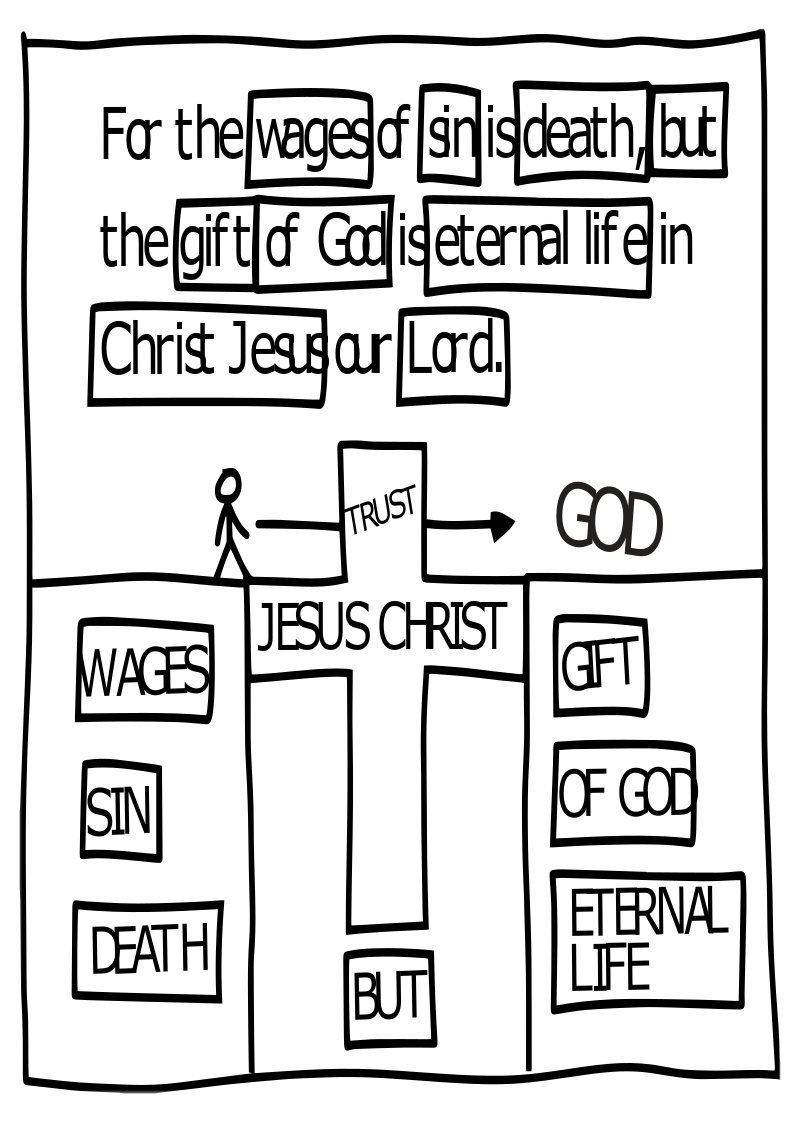 For the wages of sin is death, but
the gift of God is eternal life in
Christ Jesus our Lord.
TRUST
GOD
JESUS CHRIST
WAGES
GIFT
SIN
OF GOD
DEATH
ETERNAL
LIFE
BUT